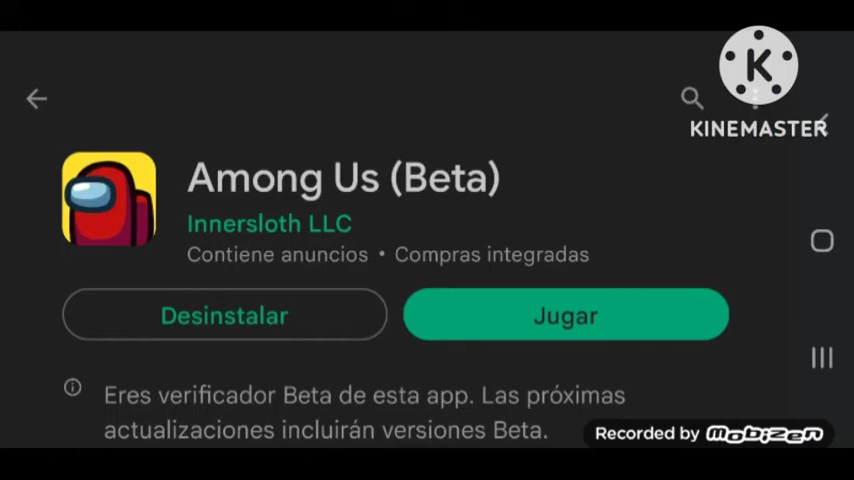 K
KINEMASTER
Among Us (Beta)
Innersloth LLC
Contiene anuncios • Compras integradas
Desinstalar
Jugar
Eres verificador Beta de esta app. Las próximas
actualizaciones incluirán versiones Beta.
Recorded by mobizen